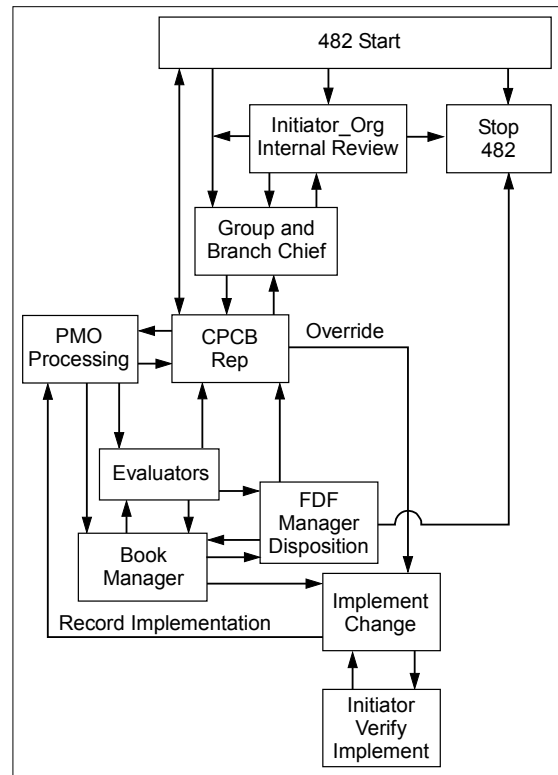 482 Start
Initiator_Org
Internal Review
Stop
482
Group and
Branch Chief
PMO
Processing
CPCB
Rep
Override
Evaluators
FDF
Manager
Disposition
Book
Manager
Implement
Change
Record Implementation
Initiator
Verify
Implement